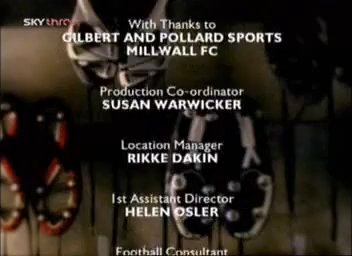 SKY three
With Thanks to
GILBERT AND POLLARD SPORTS
MILLWALL FC
Production Co-ordinator
SUSAN WARWICKER
Location Manager
RIKKE DAKIN
1st Assistant Director
HELEN OSLER
Football Consultant